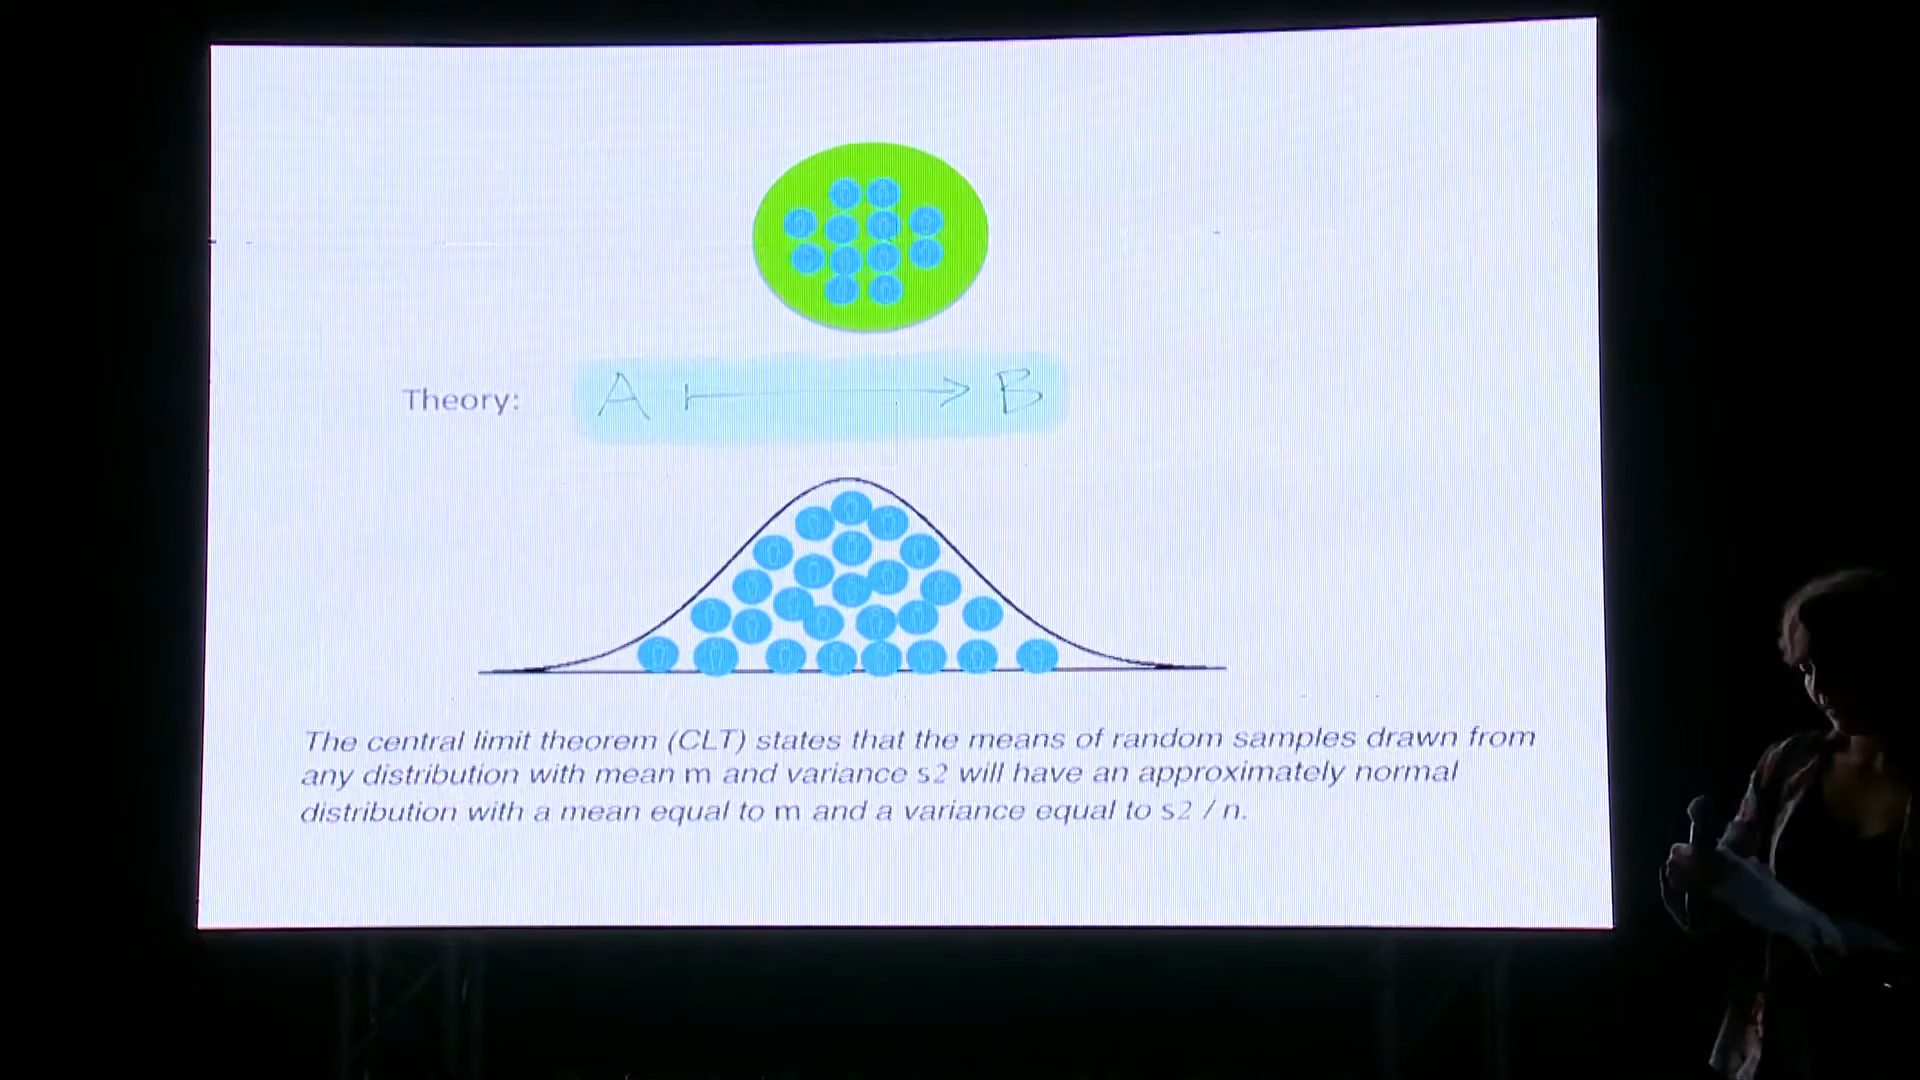 Theory: A ⟼ B
The central limit theorem (CLT) states that the means of random samples drawn from
any distribution with mean m and variance s2 will have an approximately normal
distribution with a mean equal to m and a variance equal to s2 / n.